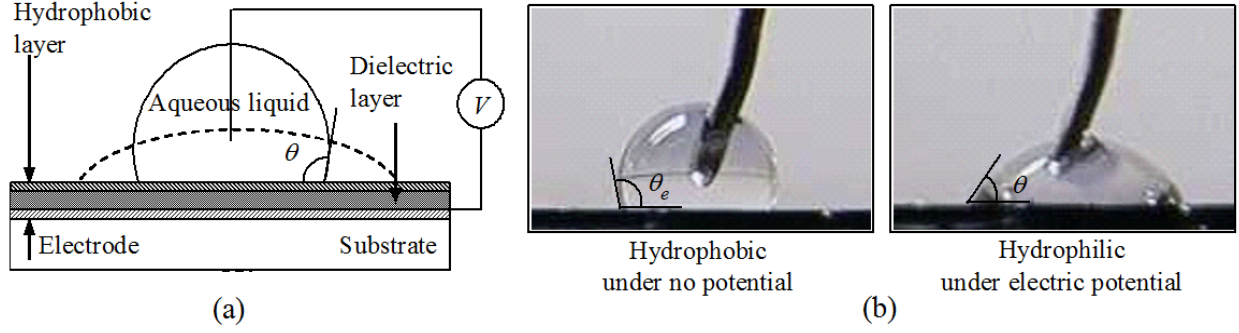 Hydrophobic
layer
Dielectric
layer
Aqueous liquid
V
θ
Electrode
Substrate
(a)
θe
θ
Hydrophobic
under no potential
Hydrophilic
under electric potential
(b)